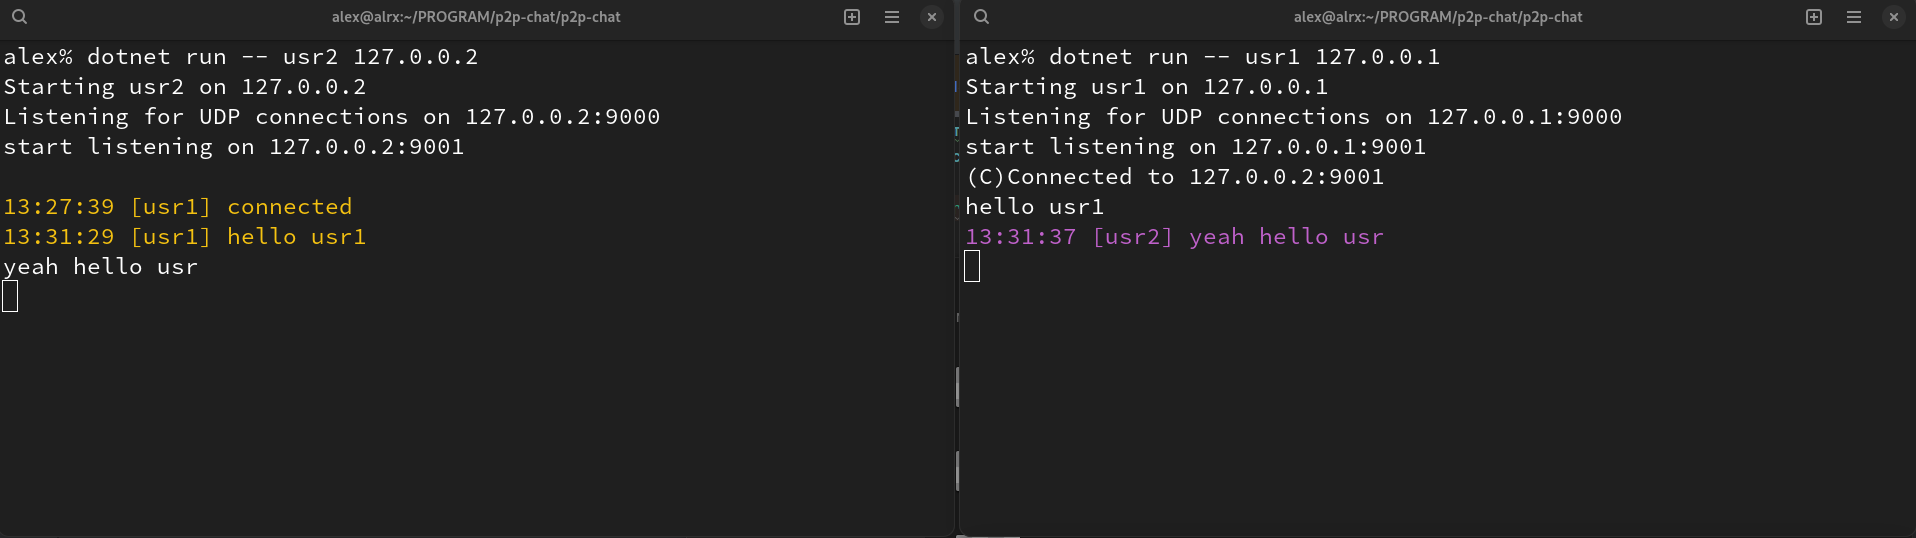 alex@alrx:~/PROGRAM/p2p-chat/p2p-chat
alex% dotnet run -- usr2 127.0.0.2
Starting usr2 on 127.0.0.2
Listening for UDP connections on 127.0.0.2:9000
start listening on 127.0.0.2:9001
13:27:39 [usr1] connected
13:31:29 [usr1] hello usr1
yeah hello usr
alex@alrx:~/PROGRAM/p2p-chat/p2p-chat
alex% dotnet run -- usr1 127.0.0.1
Starting usr1 on 127.0.0.1
Listening for UDP connections on 127.0.0.1:9000
start listening on 127.0.0.1:9001
(C)Connected to 127.0.0.2:9001
hello usr1
13:31:37 [usr2] yeah hello usr